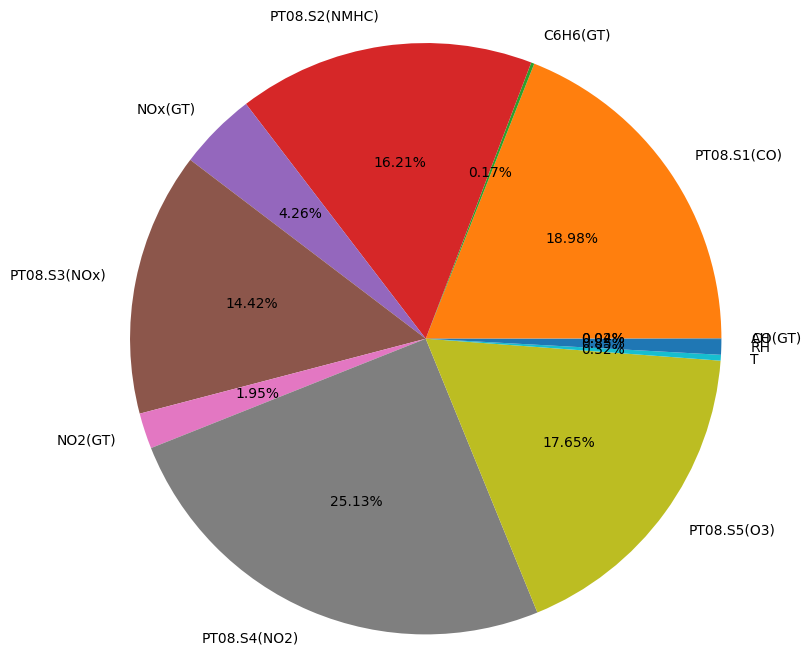 PT08.S2(NMHC)
C6H6(GT)
NOx(GT)
PT08.S1(CO)
16.21%
0.17%
4.26%
18.98%
PT08.S3(NOx)
14.42%
RH
0.32%
T
1.95%
NO2(GT)
17.65%
25.13%
PT08.S5(O3)
PT08.S4(NO2)